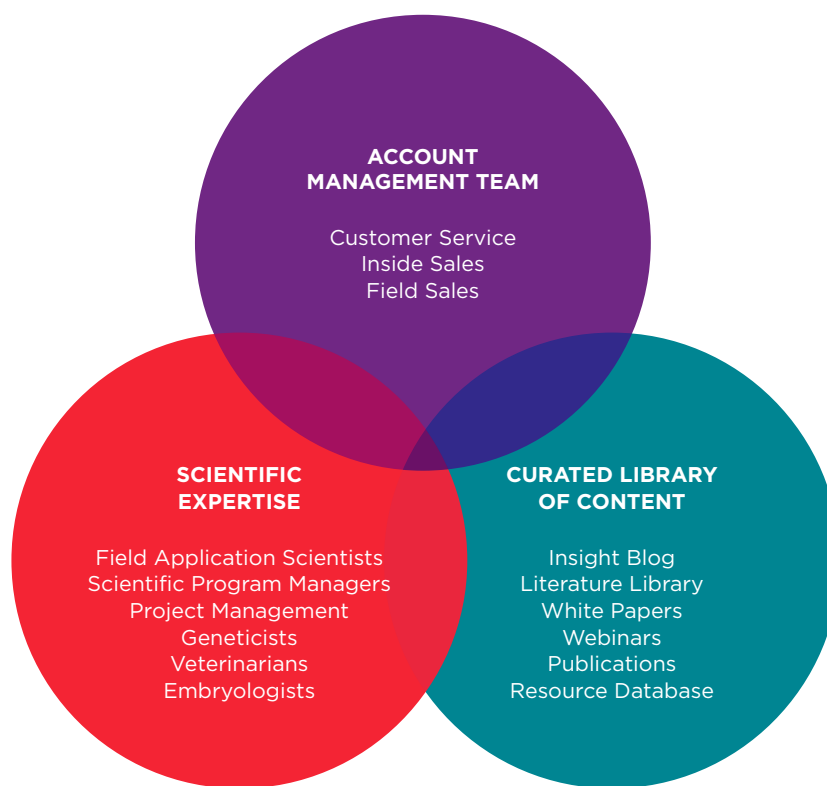 ACCOUNT
MANAGEMENT TEAM
Customer Service
Inside Sales
Field Sales
SCIENTIFIC
EXPERTISE
Field Application Scientists
Scientific Program Managers
Project Management
Geneticists
Veterinarians
Embryologists
CURATED LIBRARY
OF CONTENT
Insight Blog
Literature Library
White Papers
Webinars
Publications
Resource Database